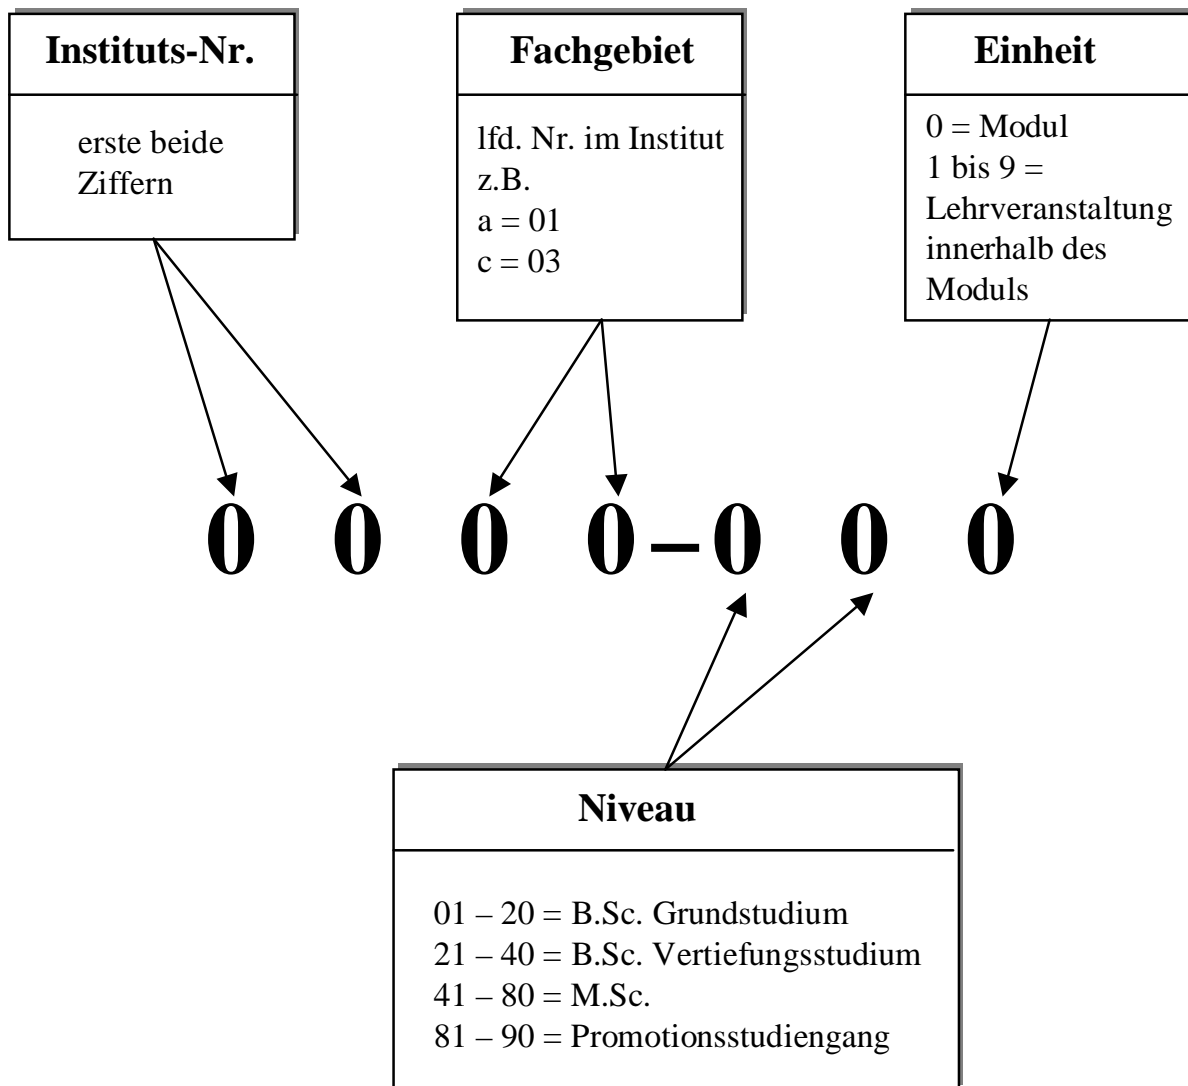 Instituts-Nr.
erste beide
Ziffern
Fachgebiet
lfd. Nr. im Institut
z.B.
a = 01
c = 03
Einheit
0 = Modul
1 bis 9 =
Lehrveranstaltung
innerhalb des
Moduls
0 0 0 0 – 0 0 0
Niveau
01 – 20 = B.Sc. Grundstudium
21 – 40 = B.Sc. Vertiefungsstudium
41 – 80 = M.Sc.
81 – 90 = Promotionsstudiengang